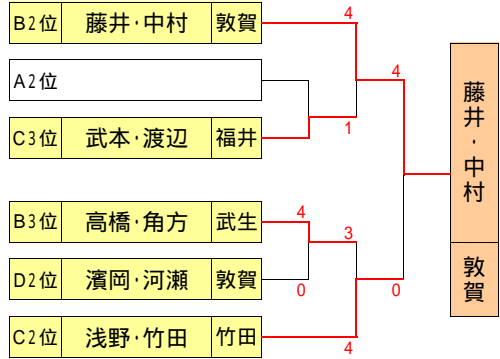 B2位 藤井・中村 敦賀
A2位
C3位 武本・渡辺 福井
B3位 高橋・角方 武生
D2位 濱岡・河瀬 敦賀
C2位 浅野・竹田 竹田
4
1
4
0
3
4
4
0
藤井・中村
敦賀